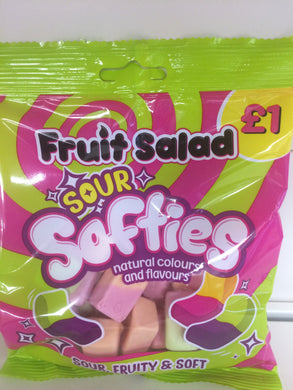 Fruit Salad
£1
SOUR
Softies
natural colours
and flavours
SOUR, FRUITY & SOFT